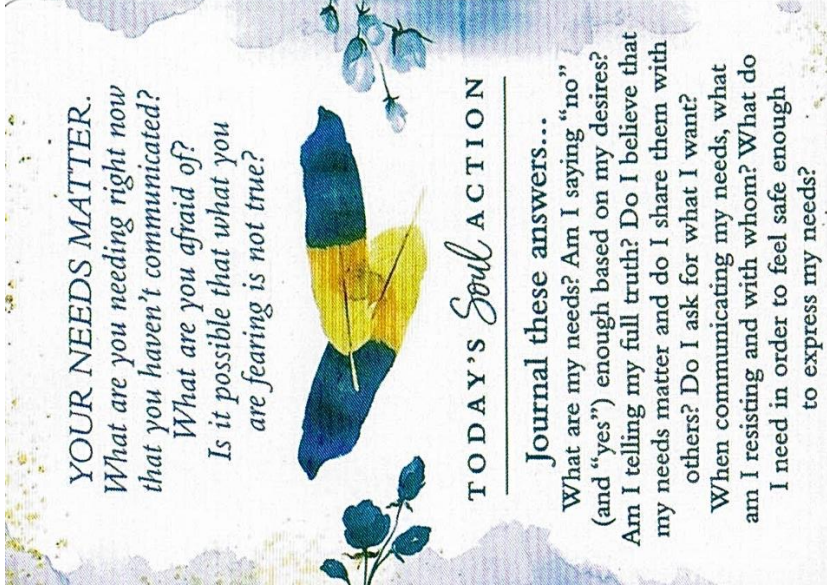 YOUR NEEDS MATTER.
What are you needing right now
that you haven't communicated?
What are you afraid of?
Is it possible that what you
are fearing is not true?
TODAY'S Soul ACTION
Journal these answers...
What are my needs? Am I saying “no”
(and “yes”) enough based on my desires?
Am I telling my full truth? Do I believe that
my needs matter and do I share them with
others? Do I ask for what I want?
When communicating my needs, what
am I resisting and with whom? What do
I need in order to feel safe enough
to express my needs?